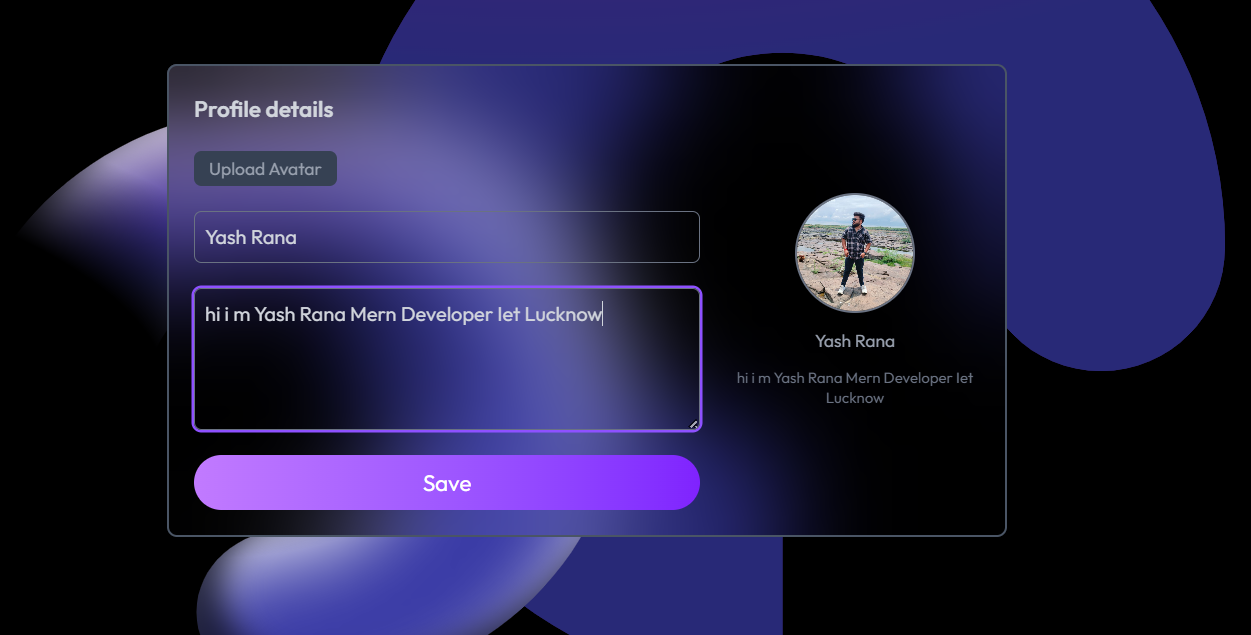 Profile details
Upload Avatar
Yash Rana
hi i m Yash Rana Mern Developer Iet Lucknow
Save
Yash Rana
hi i m Yash Rana Mern Developer Iet
Lucknow